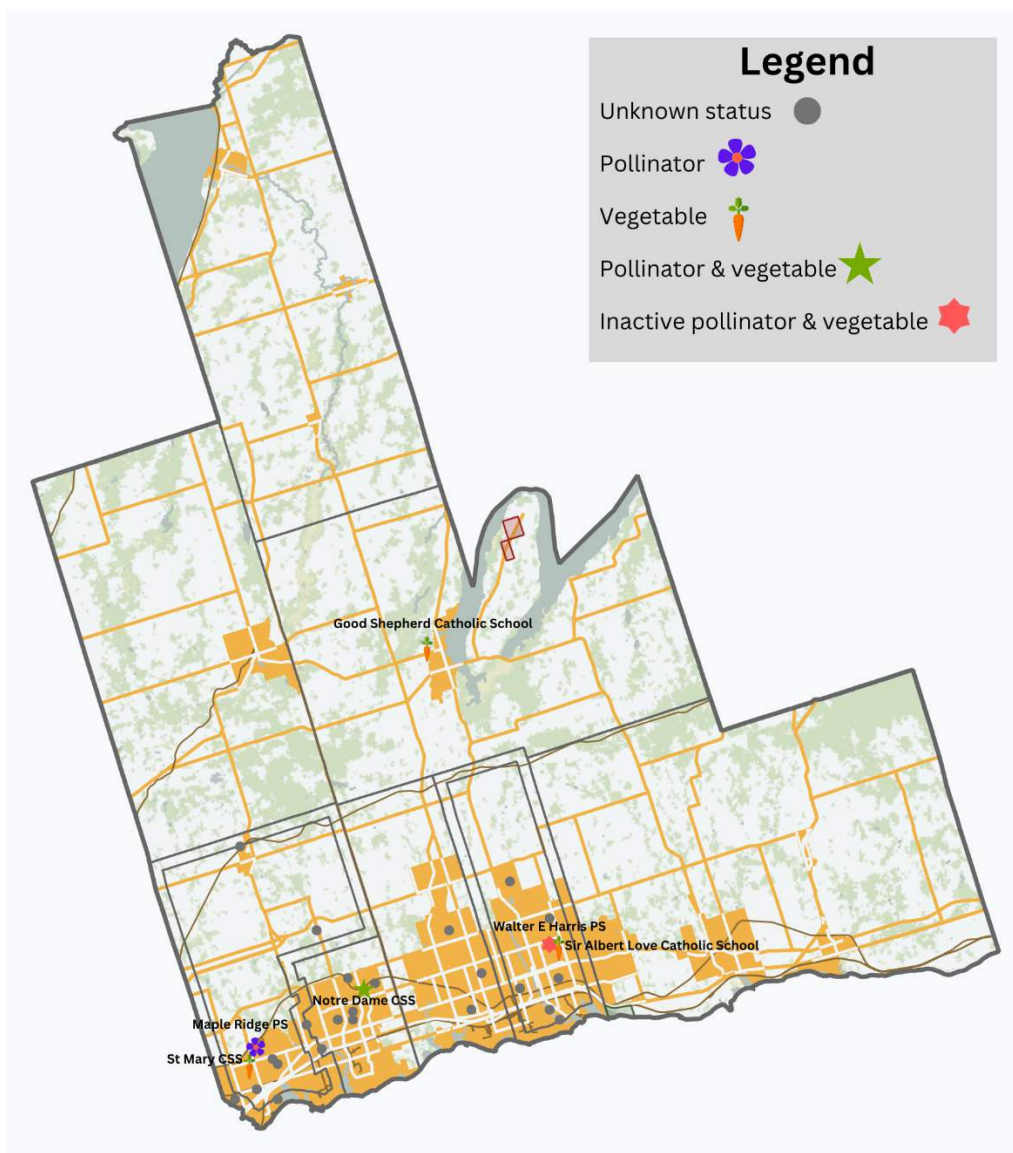 Legend
Unknown status
Pollinator
Vegetable
Pollinator & vegetable
Inactive pollinator & vegetable
Good Shepherd Catholic School
Walter E Harris PS
Sir Albert Love Catholic School
Notre Dame CSS
Maple Ridge PS
St Mary CSS